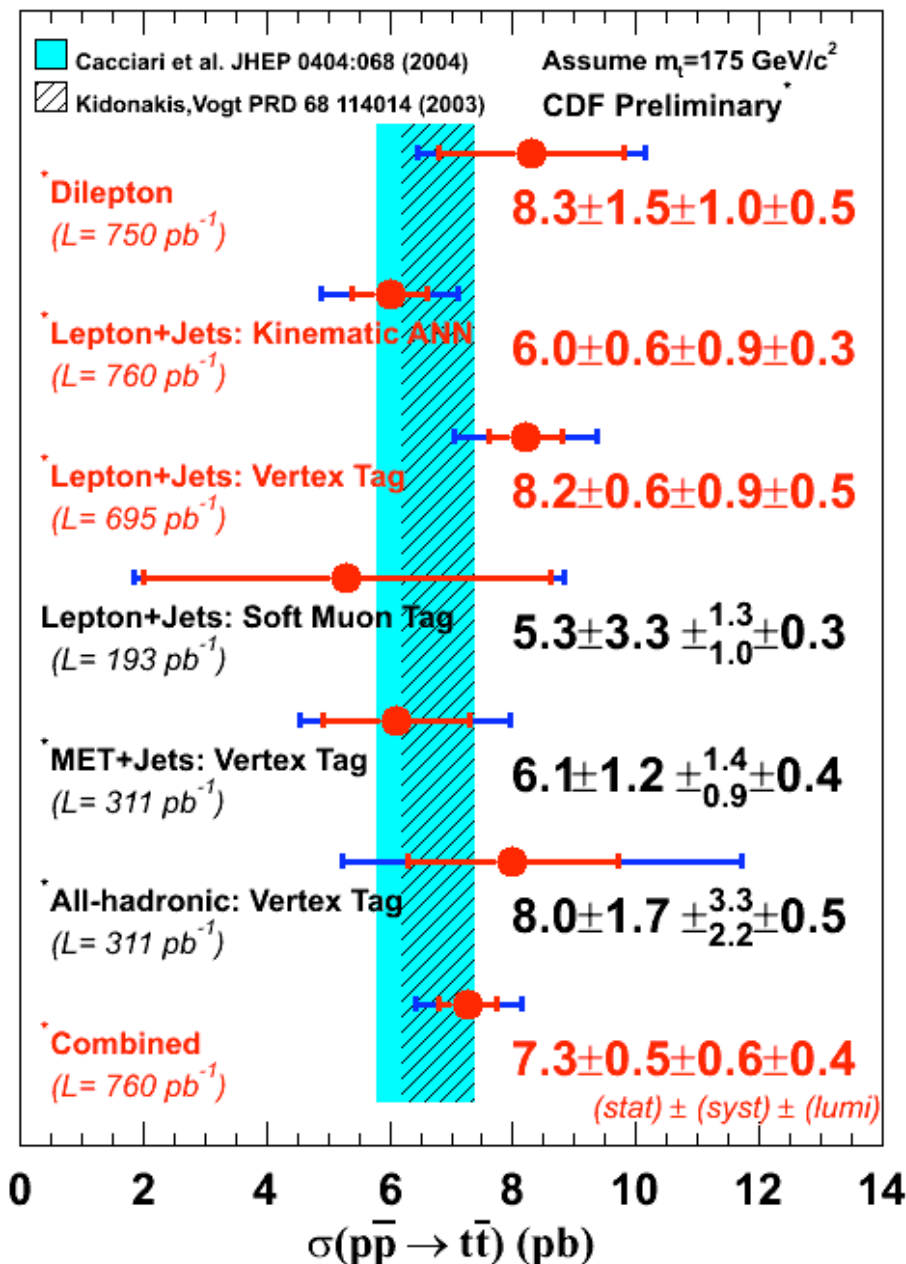 Cacciari et al. JHEP 0404:068 (2004)
Assume mₜ=175 GeV/c²
Kidonakis,Vogt PRD 68 114014 (2003)
CDF Preliminary*
*Dilepton
8.3±1.5±1.0±0.5
(L= 750 pb⁻¹)
*Lepton+Jets: Kinematic ANN
6.0±0.6±0.9±0.3
(L= 760 pb⁻¹)
*Lepton+Jets: Vertex Tag
8.2±0.6±0.9±0.5
(L= 695 pb⁻¹)
Lepton+Jets: Soft Muon Tag
5.3±3.3 ±1.3 1.0±0.3
(L= 193 pb⁻¹)
*MET+Jets: Vertex Tag
6.1±1.2 ±1.4 0.9±0.4
(L= 311 pb⁻¹)
*All-hadronic: Vertex Tag
8.0±1.7 ±3.3 2.2±0.5
(L= 311 pb⁻¹)
*Combined
7.3±0.5±0.6±0.4
(L= 760 pb⁻¹)
(stat) ± (syst) ± (lumi)
0 2 4 6 8 10 12 14
σ(pp̄ → tt̄) (pb)